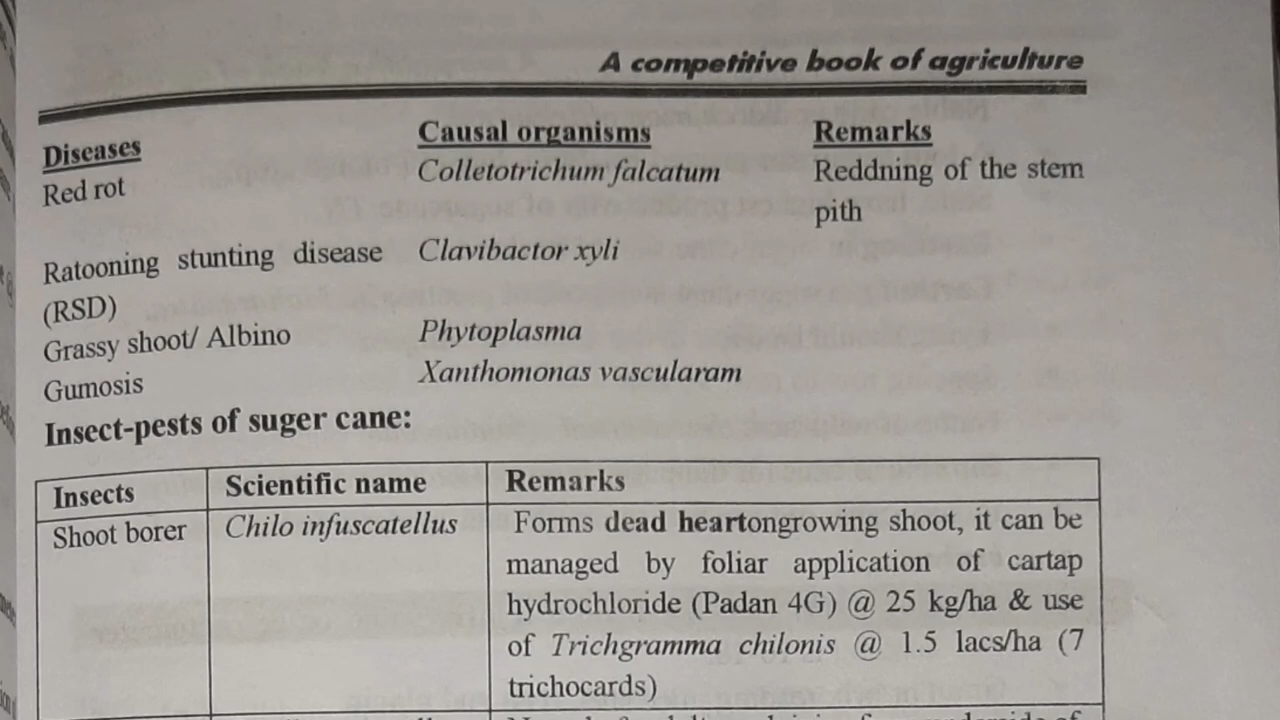 A competitive book of agriculture
Diseases Causal organisms Remarks
Red rot Colletotrichum falcatum Reddning of the stem
pith
Ratooning stunting disease Clavibactor xyli
(RSD)
Grassy shoot/ Albino Phytoplasma
Gumosis Xanthomonas vascularam
Insect-pests of suger cane:
Insects Scientific name Remarks
Shoot borer Chilo infuscatellus Forms dead heartongrowing shoot, it can be
managed by foliar application of cartap
hydrochloride (Padan 4G) @ 25 kg/ha & use
of Trichgramma chilonis @ 1.5 lacs/ha (7
trichocards)